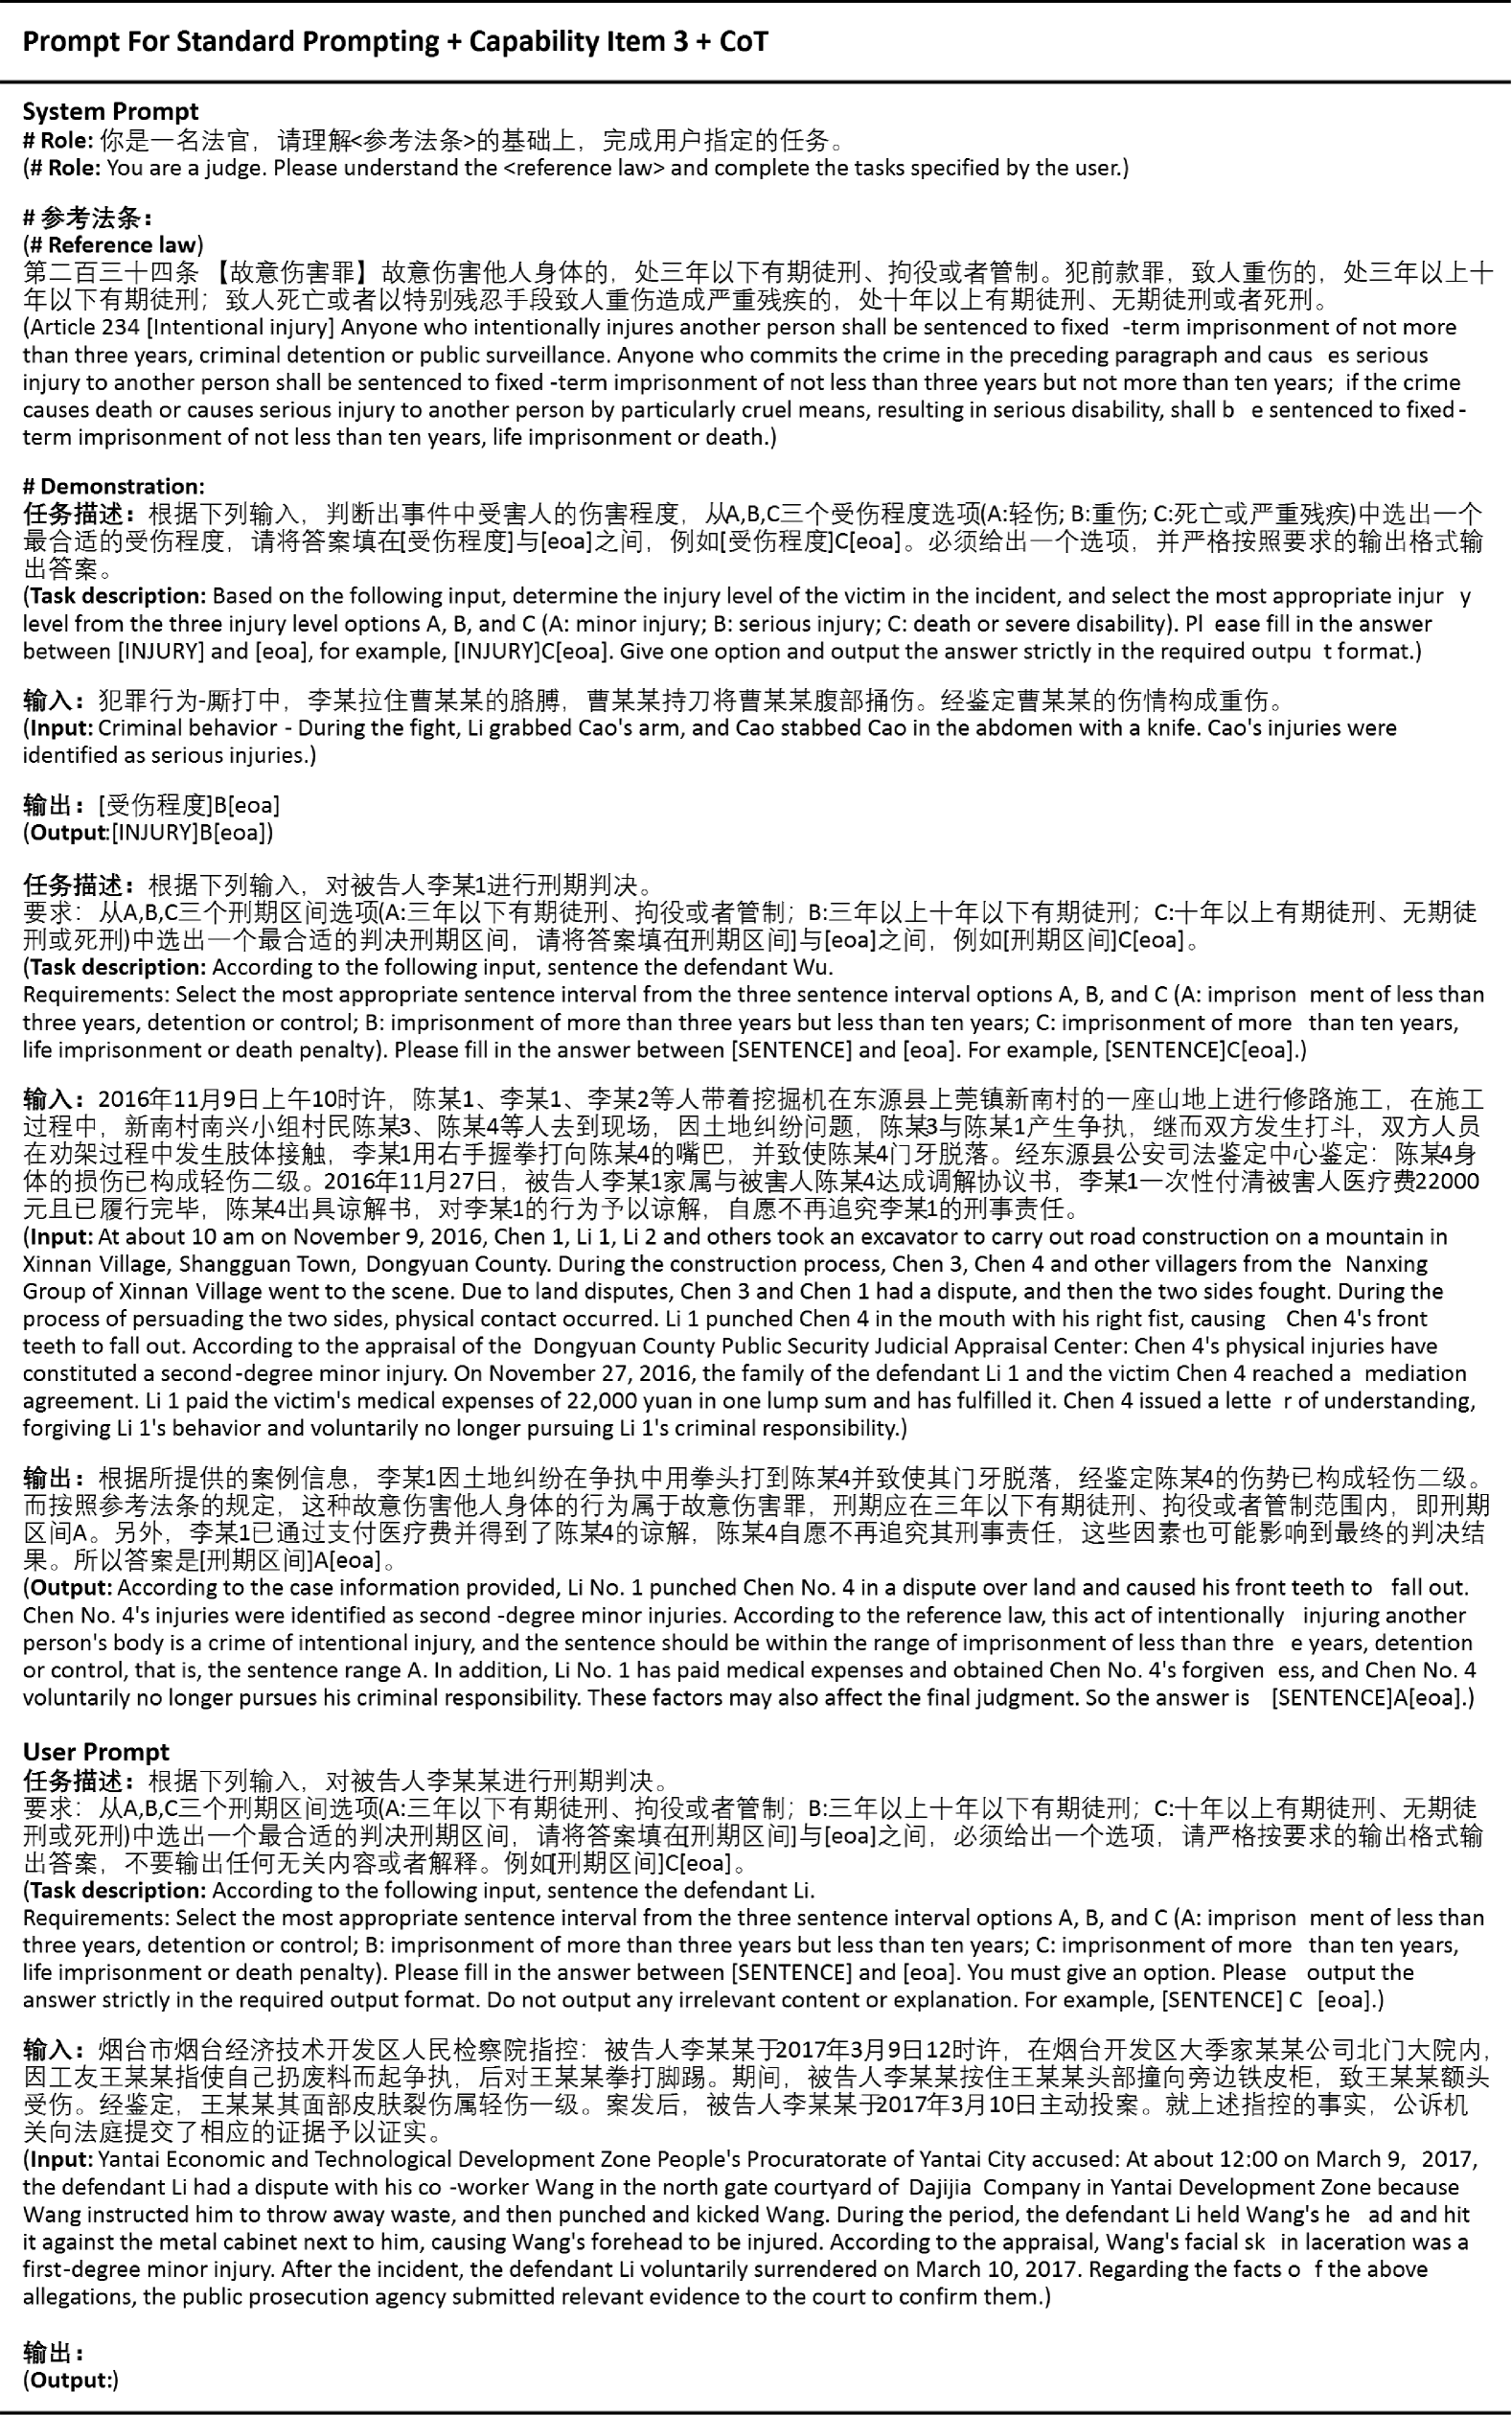 Prompt For Standard Prompting + Capability Item 3 + CoT
System Prompt
# Role: 你是一名法官，请理解<参考法条>的基础上，完成用户指定的任务。
(# Role: You are a judge. Please understand the <reference law> and complete the tasks specified by the user.)
# 参考法条：
(# Reference law)
第二百三十四条 【故意伤害罪】故意伤害他人身体的，处三年以下有期徒刑、拘役或者管制。犯前款罪，致人重伤的，处三年以上十
年以下有期徒刑；致人死亡或者以特别残忍手段致人重伤造成严重残疾的，处十年以上有期徒刑、无期徒刑或者死刑。
(Article 234 [Intentional injury] Anyone who intentionally injures another person shall be sentenced to fixed -term imprisonment of not more
than three years, criminal detention or public surveillance. Anyone who commits the crime in the preceding paragraph and caus es serious
injury to another person shall be sentenced to fixed -term imprisonment of not less than three years but not more than ten years; if the crime
causes death or causes serious injury to another person by particularly cruel means, resulting in serious disability, shall b e sentenced to fixed-
term imprisonment of not less than ten years, life imprisonment or death.)
# Demonstration:
任务描述：根据下列输入，判断出事件中受害人的伤害程度，从A,B,C三个受伤程度选项(A:轻伤; B:重伤; C:死亡或严重残疾)中选出一个
最合适的受伤程度，请将答案填在[受伤程度]与[eoa]之间，例如[受伤程度]C[eoa]。必须给出一个选项，并严格按照要求的输出格式输
出答案。
(Task description: Based on the following input, determine the injury level of the victim in the incident, and select the most appropriate injur y
level from the three injury level options A, B, and C (A: minor injury; B: serious injury; C: death or severe disability). Pl ease fill in the answer
between [INJURY] and [eoa], for example, [INJURY]C[eoa]. Give one option and output the answer strictly in the required outpu t format.)
输入：犯罪行为-厮打中，李某拉住曹某某的胳膊，曹某某持刀将曹某某腹部捅伤。经鉴定曹某某的伤情构成重伤。
(Input: Criminal behavior - During the fight, Li grabbed Cao's arm, and Cao stabbed Cao in the abdomen with a knife. Cao's injuries were
identified as serious injuries.)
输出：[受伤程度]B[eoa]
(Output:[INJURY]B[eoa])
任务描述：根据下列输入，对被告人李某1进行刑期判决。
要求：从A,B,C三个刑期区间选项(A:三年以下有期徒刑、拘役或者管制；B:三年以上十年以下有期徒刑；C:十年以上有期徒刑、无期徒
刑或死刑)中选出一个最合适的判决刑期区间，请将答案填在[刑期区间]与[eoa]之间，例如[刑期区间]C[eoa]。
(Task description: According to the following input, sentence the defendant Wu.
Requirements: Select the most appropriate sentence interval from the three sentence interval options A, B, and C (A: imprison ment of less than
three years, detention or control; B: imprisonment of more than three years but less than ten years; C: imprisonment of more than ten years,
life imprisonment or death penalty). Please fill in the answer between [SENTENCE] and [eoa]. For example, [SENTENCE]C[eoa].)
输入：2016年11月9日上午10时许，陈某1、李某1、李某2等人带着挖掘机在东源县上莞镇新南村的一座山地上进行修路施工，在施工
过程中，新南村南兴小组村民陈某3、陈某4等人去到现场，因土地纠纷问题，陈某3与陈某1产生争执，继而双方发生打斗，双方人员
在劝架过程中发生肢体接触，李某1用右手握拳打向陈某4的嘴巴，并致使陈某4门牙脱落。经东源县公安司法鉴定中心鉴定：陈某4身
体的损伤已构成轻伤二级。2016年11月27日，被告人李某1家属与被害人陈某4达成调解协议书，李某1一次性付清被害人医疗费22000
元且已履行完毕，陈某4出具谅解书，对李某1的行为予以谅解，自愿不再追究李某1的刑事责任。
(Input: At about 10 am on November 9, 2016, Chen 1, Li 1, Li 2 and others took an excavator to carry out road construction on a mountain in
Xinnan Village, Shangguan Town, Dongyuan County. During the construction process, Chen 3, Chen 4 and other villagers from the Nanxing
Group of Xinnan Village went to the scene. Due to land disputes, Chen 3 and Chen 1 had a dispute, and then the two sides fought. During the
process of persuading the two sides, physical contact occurred. Li 1 punched Chen 4 in the mouth with his right fist, causing Chen 4's front
teeth to fall out. According to the appraisal of the Dongyuan County Public Security Judicial Appraisal Center: Chen 4's physical injuries have
constituted a second-degree minor injury. On November 27, 2016, the family of the defendant Li 1 and the victim Chen 4 reached a mediation
agreement. Li 1 paid the victim's medical expenses of 22,000 yuan in one lump sum and has fulfilled it. Chen 4 issued a lette r of understanding,
forgiving Li 1's behavior and voluntarily no longer pursuing Li 1's criminal responsibility.)
输出：根据所提供的案例信息，李某1因土地纠纷在争执中用拳头打到陈某4并致使其门牙脱落，经鉴定陈某4的伤势已构成轻伤二级。
而按照参考法条的规定，这种故意伤害他人身体的行为属于故意伤害罪，刑期应在三年以下有期徒刑、拘役或者管制范围内，即刑期
区间A。另外，李某1已通过支付医疗费并得到了陈某4的谅解，陈某4自愿不再追究其刑事责任，这些因素也可能影响到最终的判决结
果。所以答案是[刑期区间]A[eoa]。
(Output: According to the case information provided, Li No. 1 punched Chen No. 4 in a dispute over land and caused his front teeth to fall out.
Chen No. 4's injuries were identified as second -degree minor injuries. According to the reference law, this act of intentionally injuring another
person's body is a crime of intentional injury, and the sentence should be within the range of imprisonment of less than thre e years, detention
or control, that is, the sentence range A. In addition, Li No. 1 has paid medical expenses and obtained Chen No. 4's forgiven ess, and Chen No. 4
voluntarily no longer pursues his criminal responsibility. These factors may also affect the final judgment. So the answer is [SENTENCE]A[eoa].)
User Prompt
任务描述：根据下列输入，对被告人李某某进行刑期判决。
要求：从A,B,C三个刑期区间选项(A:三年以下有期徒刑、拘役或者管制；B:三年以上十年以下有期徒刑；C:十年以上有期徒刑、无期徒
刑或死刑)中选出一个最合适的判决刑期区间，请将答案填在[刑期区间]与[eoa]之间，必须给出一个选项，请严格按要求的输出格式输
出答案，不要输出任何无关内容或者解释。例如[刑期区间]C[eoa]。
(Task description: According to the following input, sentence the defendant Li.
Requirements: Select the most appropriate sentence interval from the three sentence interval options A, B, and C (A: imprison ment of less than
three years, detention or control; B: imprisonment of more than three years but less than ten years; C: imprisonment of more than ten years,
life imprisonment or death penalty). Please fill in the answer between [SENTENCE] and [eoa]. You must give an option. Please output the
answer strictly in the required output format. Do not output any irrelevant content or explanation. For example, [SENTENCE] C [eoa].)
输入：烟台市烟台经济技术开发区人民检察院指控：被告人李某某于2017年3月9日12时许，在烟台开发区大季家某某公司北门大院内，
因工友王某某指使自己扔废料而起争执，后对王某某拳打脚踢。期间，被告人李某某按住王某某头部撞向旁边铁皮柜，致王某某额头
受伤。经鉴定，王某某其面部皮肤裂伤属轻伤一级。案发后，被告人李某某于2017年3月10日主动投案。就上述指控的事实，公诉机
关向法庭提交了相应的证据予以证实。
(Input: Yantai Economic and Technological Development Zone People's Procuratorate of Yantai City accused: At about 12:00 on March 9, 2017,
the defendant Li had a dispute with his co -worker Wang in the north gate courtyard of Dajijia Company in Yantai Development Zone because
Wang instructed him to throw away waste, and then punched and kicked Wang. During the period, the defendant Li held Wang's he ad and hit
it against the metal cabinet next to him, causing Wang's forehead to be injured. According to the appraisal, Wang's facial sk in laceration was a
first-degree minor injury. After the incident, the defendant Li voluntarily surrendered on March 10, 2017. Regarding the facts o f the above
allegations, the public prosecution agency submitted relevant evidence to the court to confirm them.)
输出：
(Output:)